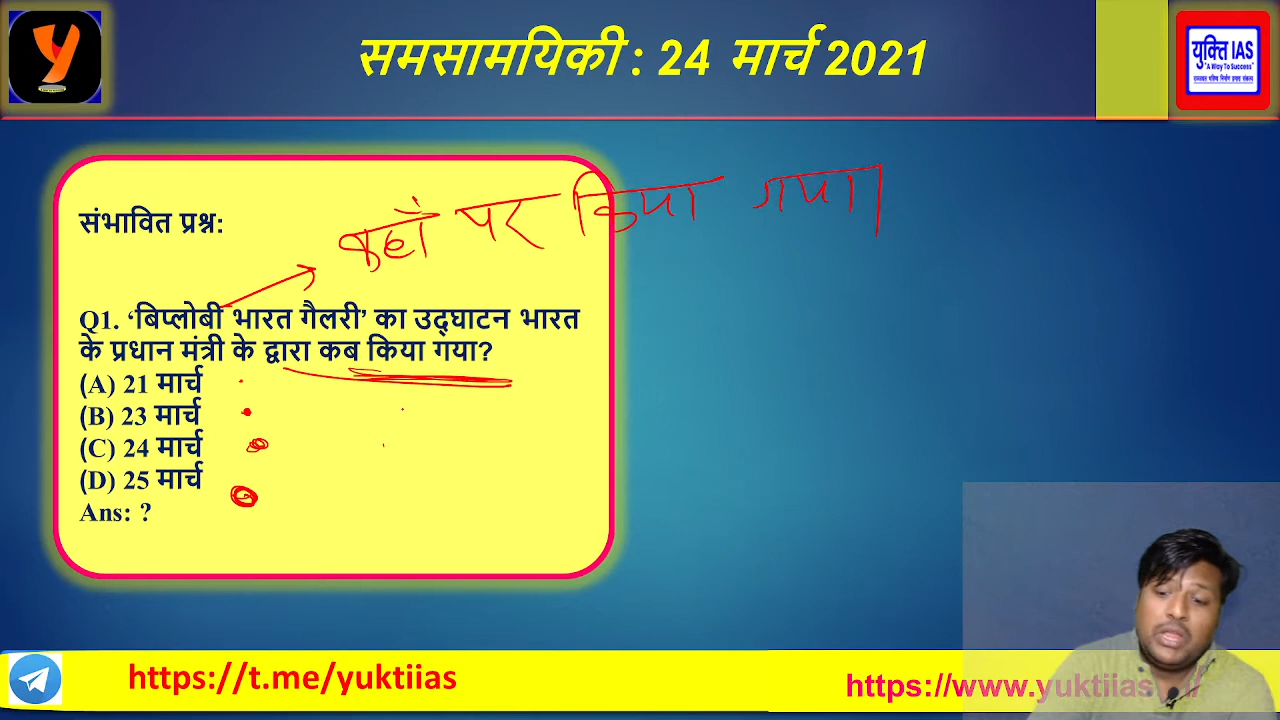 समसामयिकी : 24 मार्च 2021
युक्ति IAS
"A Way To Success"
कहाँ पर किया गया।
संभावित प्रश्न:
Q1. ‘बिप्लोबी भारत गैलरी’ का उद्घाटन भारत
के प्रधान मंत्री के द्वारा कब किया गया?
(A) 21 मार्च
(B) 23 मार्च
(C) 24 मार्च
(D) 25 मार्च
Ans: ?
https://t.me/yuktiias
https://www.yuktiias